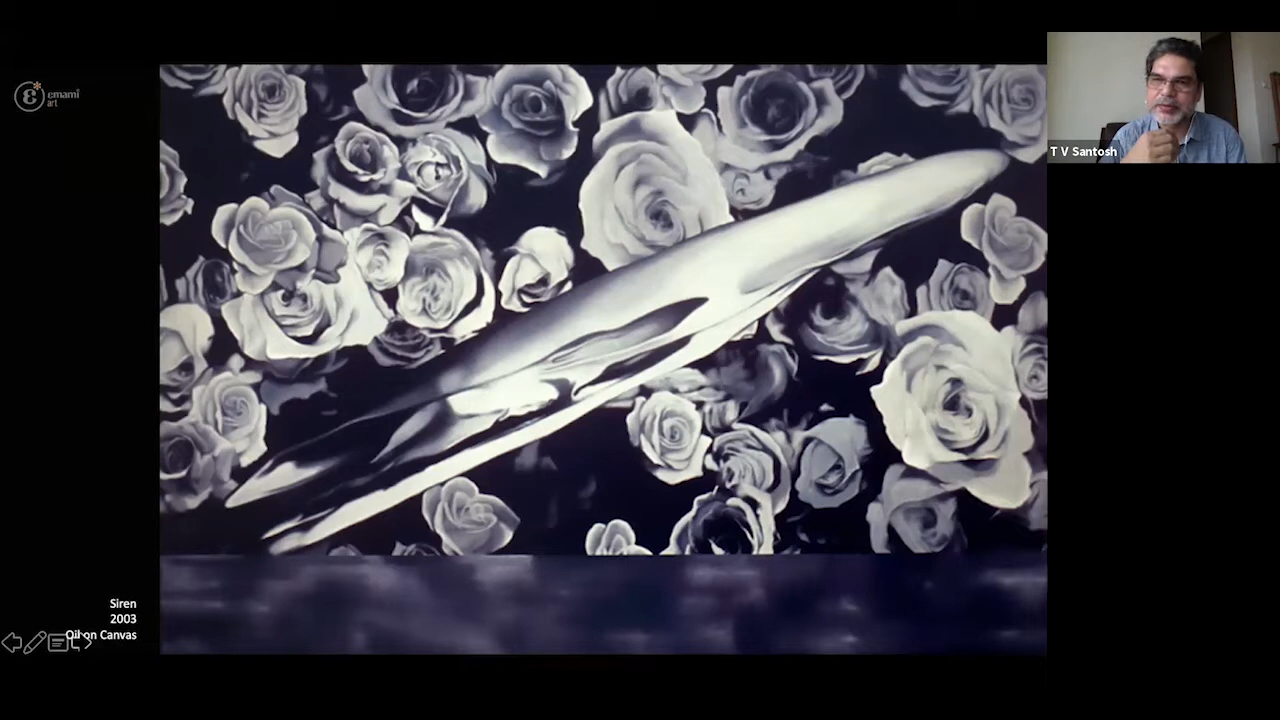 emami
art
T V Santosh
Siren
2003
Oil on Canvas